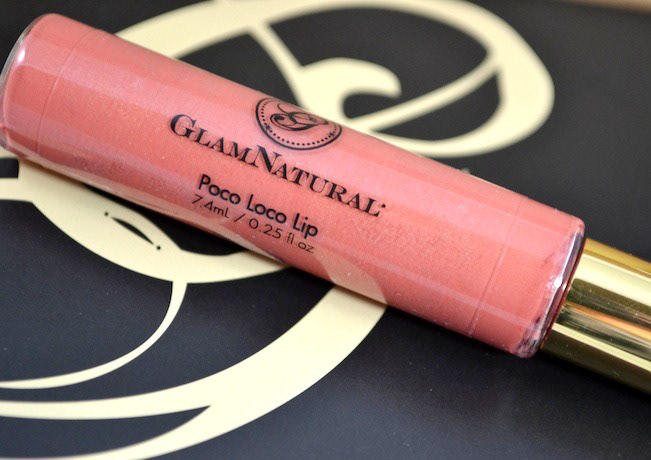 GLAMNATURAL
Poco Loco Lip
7.4mL / 0.25 fl oz